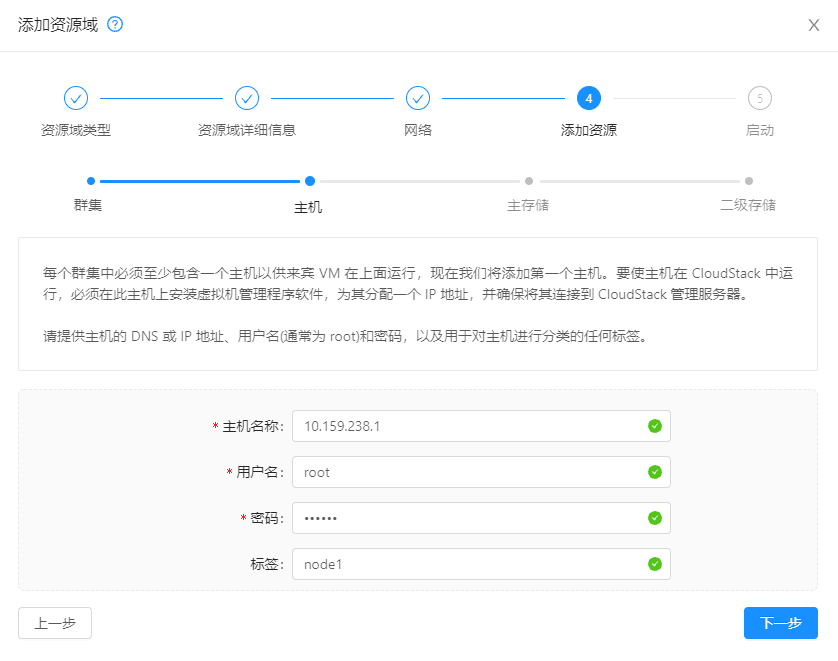 添加资源域
资源域类型
资源域详细信息
网络
4
添加资源
5
启动
群集
主机
主存储
二级存储
每个群集中必须至少包含一个主机以供来宾 VM 在上面运行，现在我们将添加第一个主机。要使主机在 CloudStack 中运
行，必须在此主机上安装虚拟机管理程序软件，为其分配一个 IP 地址，并确保将其连接到 CloudStack 管理服务器。
请提供主机的 DNS 或 IP 地址、用户名(通常为 root)和密码，以及用于对主机进行分类的任何标签。
* 主机名称: 10.159.238.1
* 用户名: root
* 密码: ••••••
标签: node1
上一步
下一步